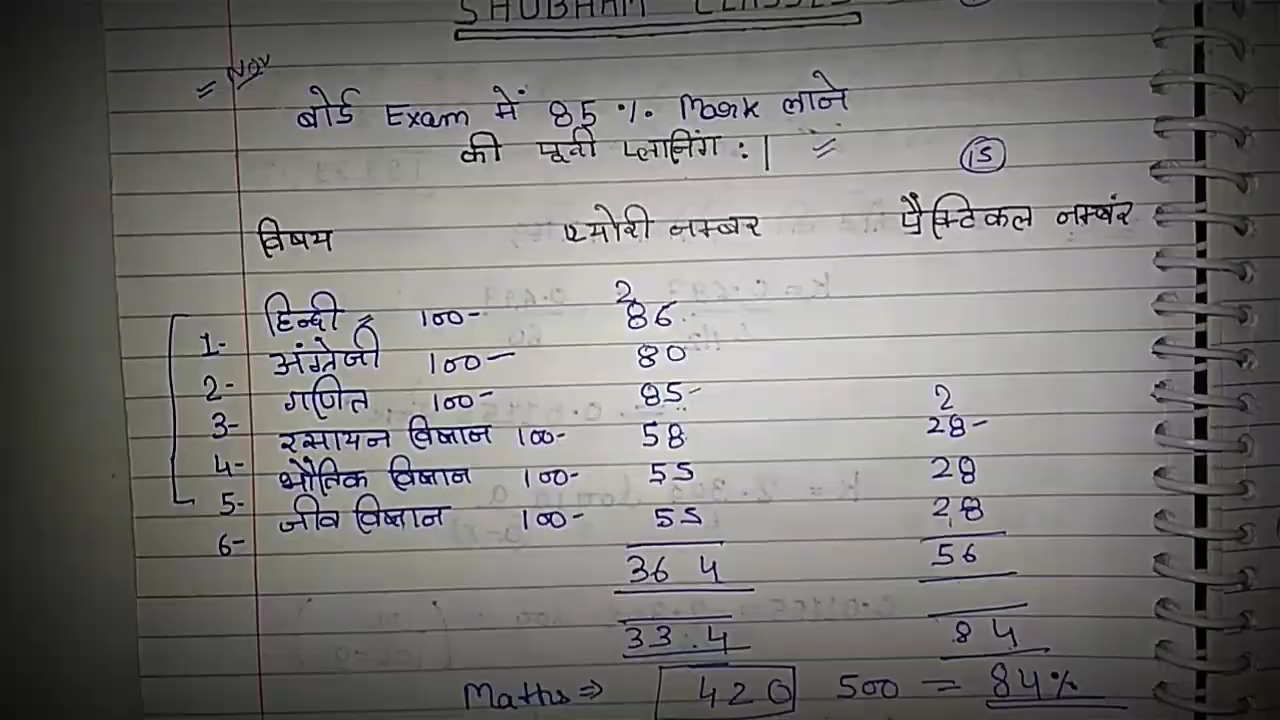 SHUBHAM CLASSES
= Nov
बोर्ड Exam में 85 % Mark लाने
की पूरी प्लानिंग :| =
15
विषय थ्योरी नम्बर प्रैक्टिकल नम्बर
2
1- हिन्दी = 100- 86
2- अंग्रेजी 100- 80
3- गणित 100- 85- 2
4- रसायन विज्ञान 100- 58 28-
5- भौतिक विज्ञान 100- 55 28
6- जीव विज्ञान 100- 55 28
364 56
33.4 84
Maths ⇒ 420 500 = 84%